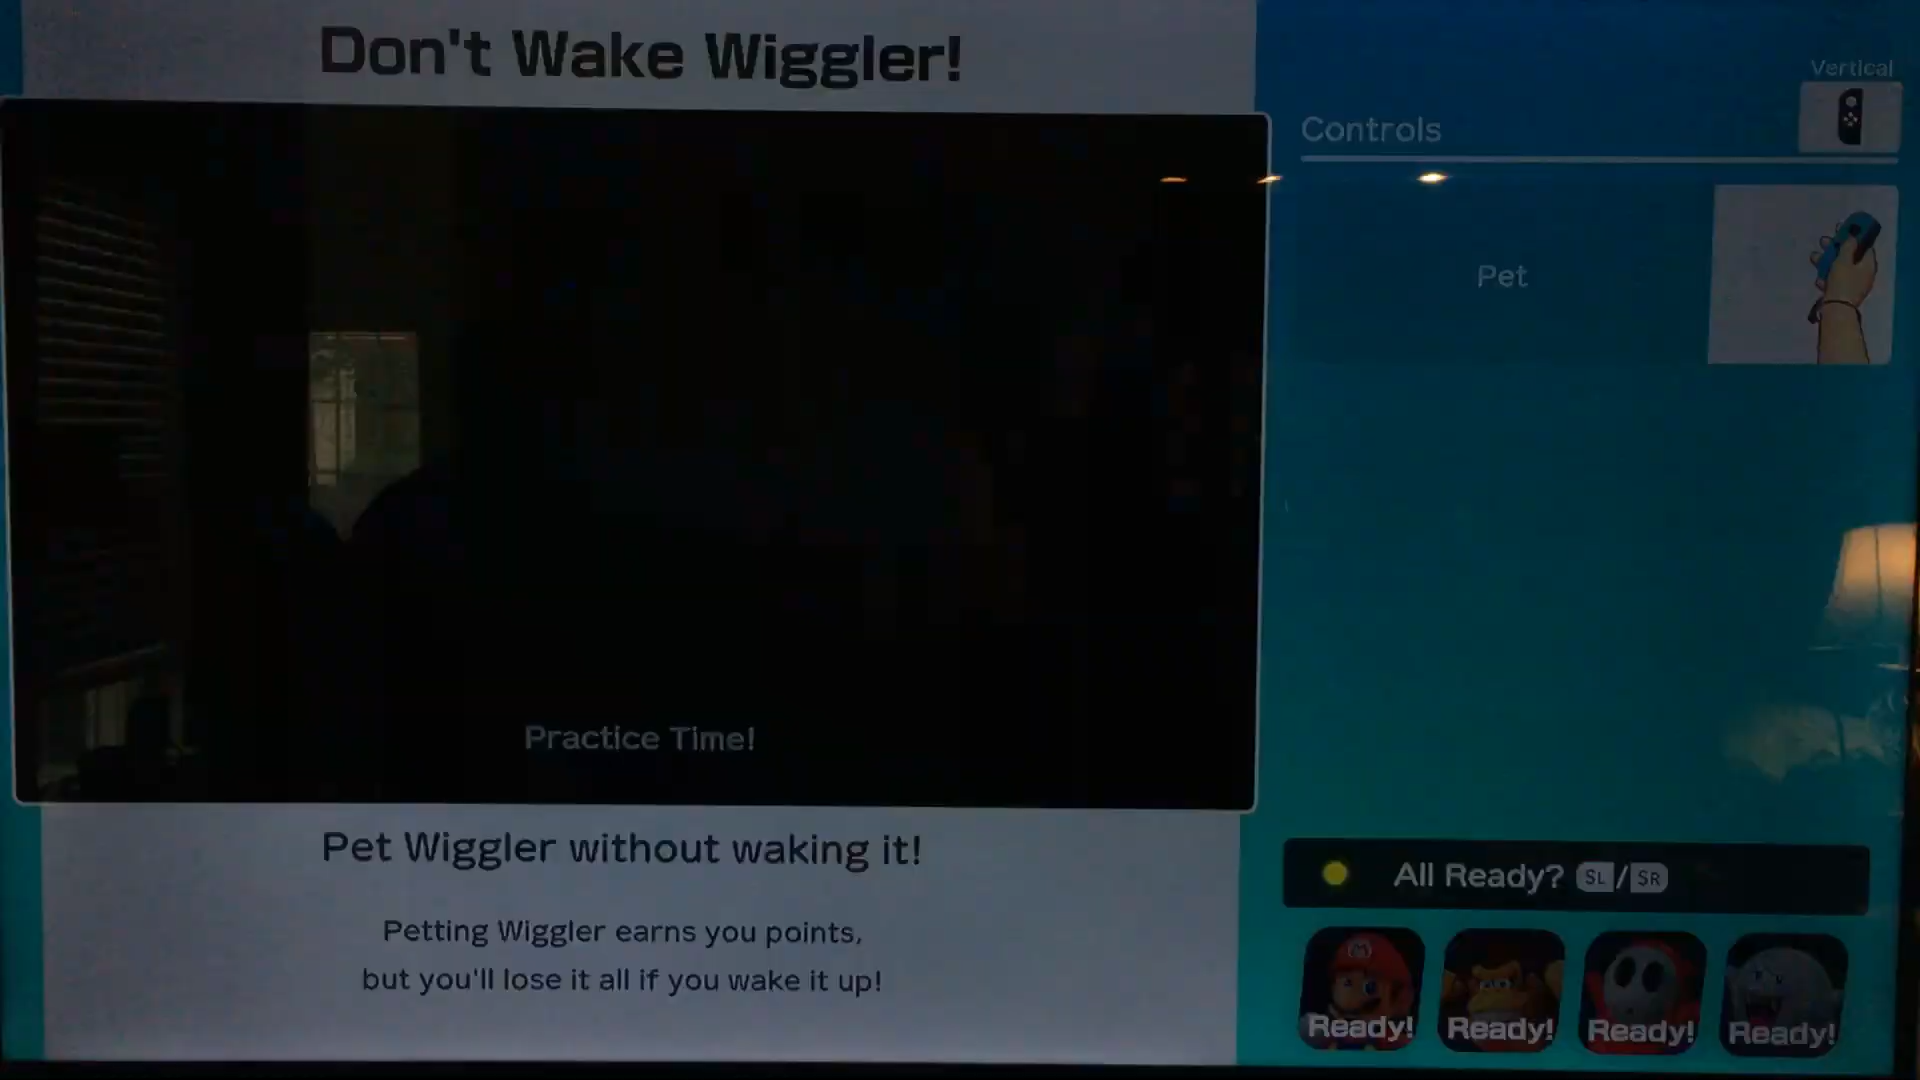 Don't Wake Wiggler!
Vertical
Controls
Pet
Practice Time!
Pet Wiggler without waking it!
Petting Wiggler earns you points,
but you'll lose it all if you wake it up!
All Ready? SL/SR
Ready! Ready! Ready! Ready!